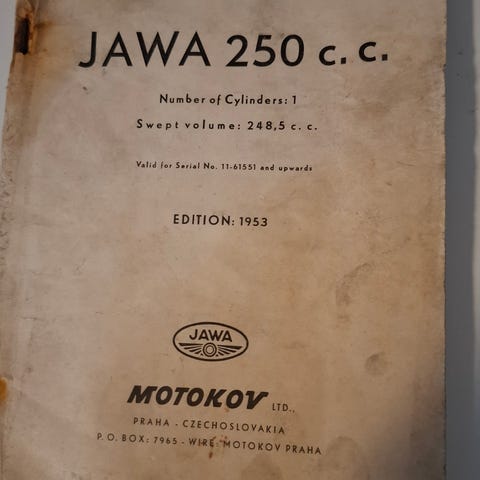 JAWA 250 c. c.
Number of Cylinders: 1
Swept volume: 248,5 c. c.
Valid for Serial No. 11-61551 and upwards
EDITION: 1953
JAWA
MOTOKOV LTD.,
PRAHA - CZECHOSLOVAKIA
P. O. BOX: 7965 - WIRE: MOTOKOV PRAHA